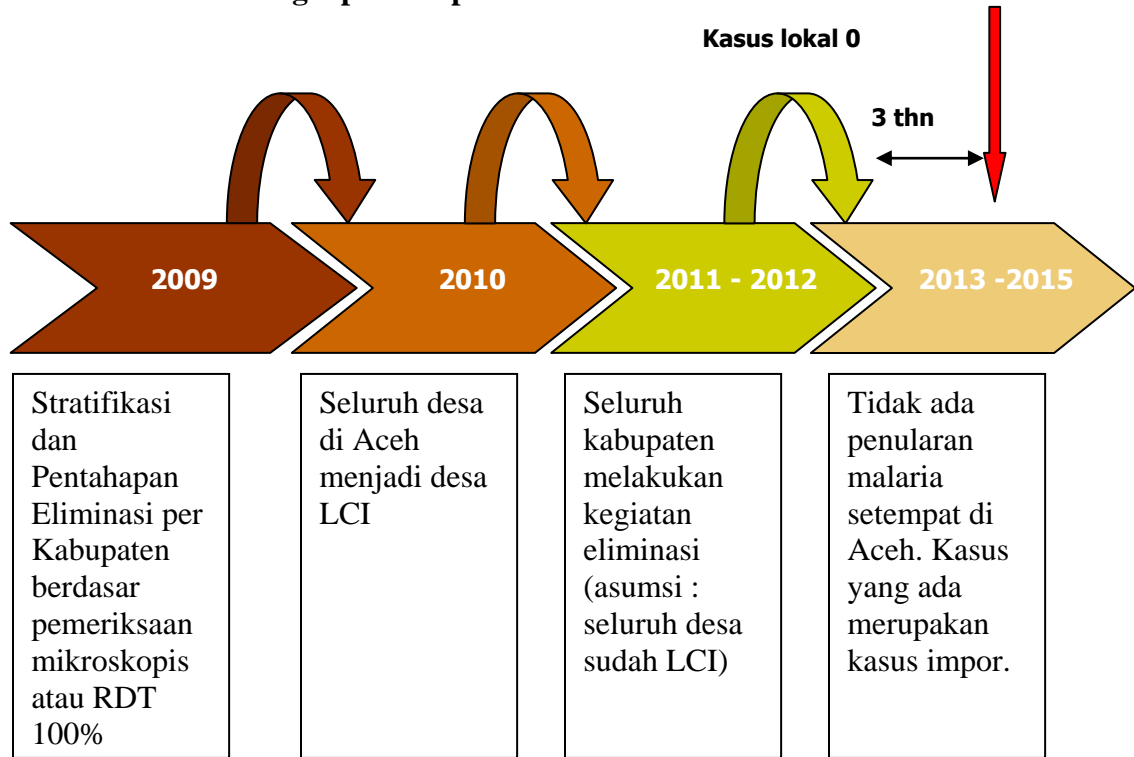 Kasus lokal 0
3 thn
2009
2010
2011 - 2012
2013 -2015
Stratifikasi
dan
Pentahapan
Eliminasi per
Kabupaten
berdasar
pemeriksaan
mikroskopis
atau RDT
100%
Seluruh desa
di Aceh
menjadi desa
LCI
Seluruh
kabupaten
melakukan
kegiatan
eliminasi
(asumsi :
seluruh desa
sudah LCI)
Tidak ada
penularan
malaria
setempat di
Aceh. Kasus
yang ada
merupakan
kasus impor.